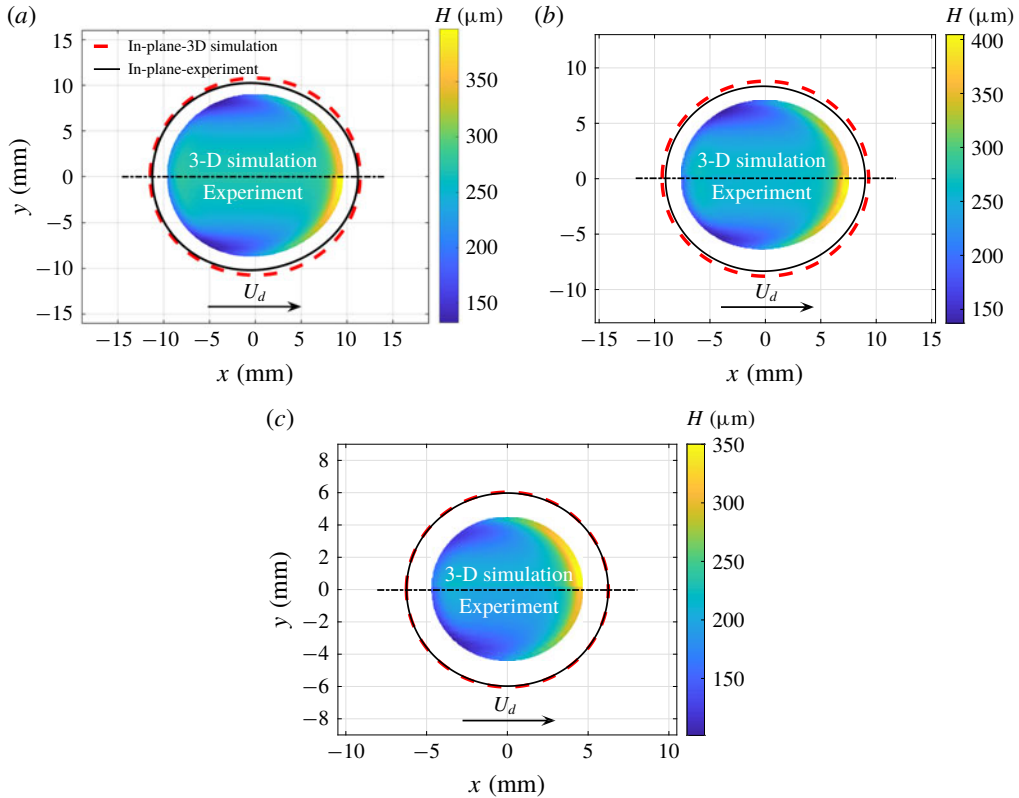 (a)
H (μm)
In-plane-3D simulation
In-plane-experiment
15
10
5
0
−5
−10
−15
y (mm)
3-D simulation
Experiment
U_d
−15 −10 −5 0 5 10 15
x (mm)
350
300
250
200
150
(b)
H (μm)
10
5
0
−5
−10
3-D simulation
Experiment
U_d
−15 −10 −5 0 5 10 15
x (mm)
400
350
300
250
200
150
(c)
H (μm)
8
6
4
2
0
−2
−4
−6
−8
y (mm)
3-D simulation
Experiment
U_d
−10 −5 0 5 10
x (mm)
350
300
250
200
150